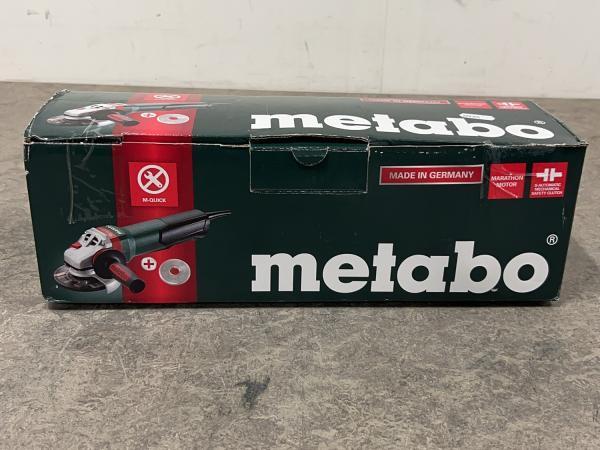 metabo
MADE IN GERMANY
MARATHON
MOTOR
S-AUTOMATIC
MECHANICAL
SAFETY CLUTCH
M-QUICK
metabo®